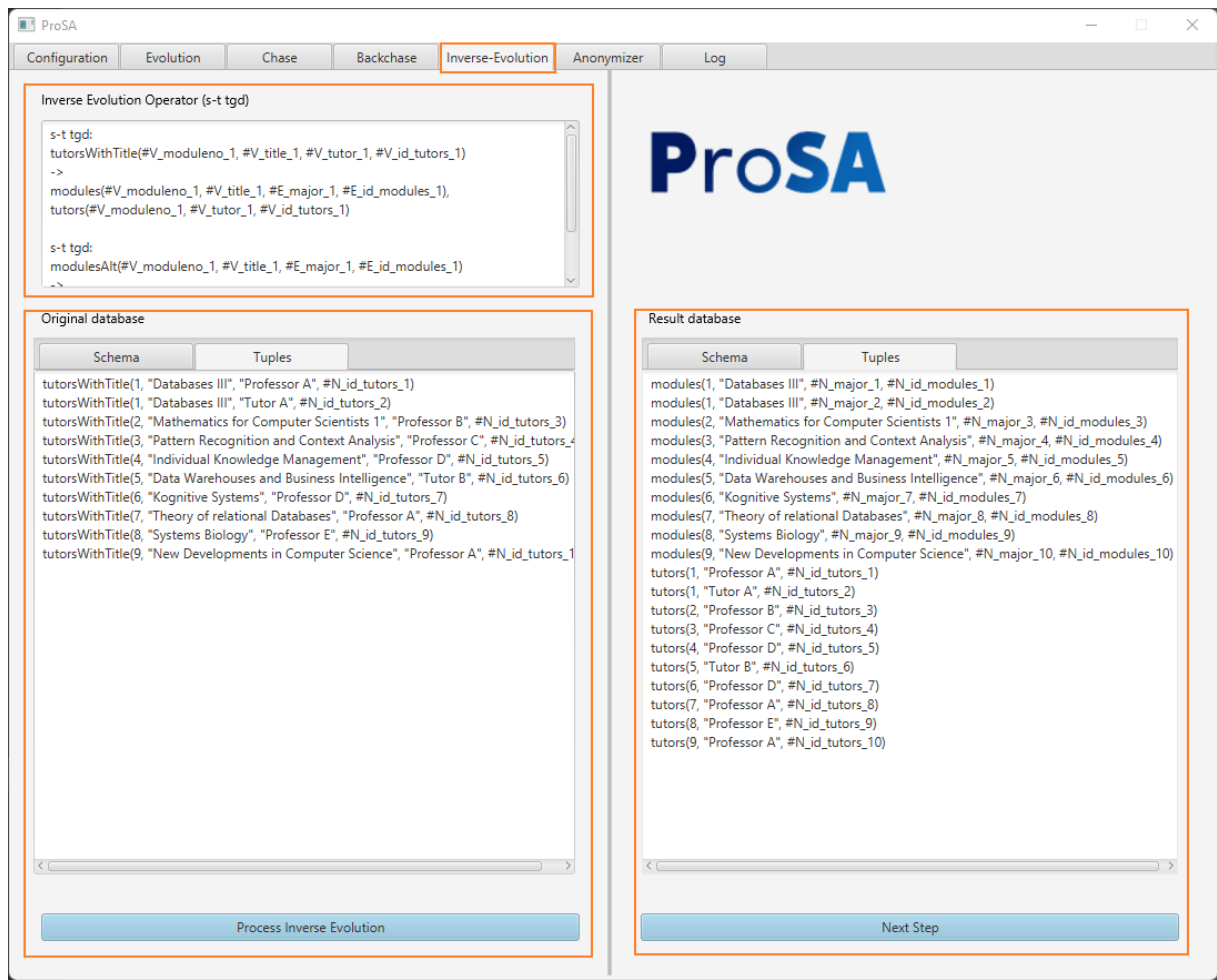 ProSA
Configuration Evolution Chase Backchase Inverse-Evolution Anonymizer Log
Inverse Evolution Operator (s-t tgd)
s-t tgd:
tutorsWithTitle(#V_moduleno_1, #V_title_1, #V_tutor_1, #V_id_tutors_1)
->
modules(#V_moduleno_1, #V_title_1, #E_major_1, #E_id_modules_1),
tutors(#V_moduleno_1, #V_tutor_1, #V_id_tutors_1)
s-t tgd:
modulesAlt(#V_moduleno_1, #V_title_1, #E_major_1, #E_id_modules_1)
->
ProSA
Original database
Schema Tuples
tutorsWithTitle(1, "Databases III", "Professor A", #N_id_tutors_1)
tutorsWithTitle(1, "Databases III", "Tutor A", #N_id_tutors_2)
tutorsWithTitle(2, "Mathematics for Computer Scientists 1", "Professor B", #N_id_tutors_3)
tutorsWithTitle(3, "Pattern Recognition and Context Analysis", "Professor C", #N_id_tutors_4
tutorsWithTitle(4, "Individual Knowledge Management", "Professor D", #N_id_tutors_5)
tutorsWithTitle(5, "Data Warehouses and Business Intelligence", "Tutor B", #N_id_tutors_6)
tutorsWithTitle(6, "Kognitive Systems", "Professor D", #N_id_tutors_7)
tutorsWithTitle(7, "Theory of relational Databases", "Professor A", #N_id_tutors_8)
tutorsWithTitle(8, "Systems Biology", "Professor E", #N_id_tutors_9)
tutorsWithTitle(9, "New Developments in Computer Science", "Professor A", #N_id_tutors_1
Process Inverse Evolution
Result database
Schema Tuples
modules(1, "Databases III", #N_major_1, #N_id_modules_1)
modules(1, "Databases III", #N_major_2, #N_id_modules_2)
modules(2, "Mathematics for Computer Scientists 1", #N_major_3, #N_id_modules_3)
modules(3, "Pattern Recognition and Context Analysis", #N_major_4, #N_id_modules_4)
modules(4, "Individual Knowledge Management", #N_major_5, #N_id_modules_5)
modules(5, "Data Warehouses and Business Intelligence", #N_major_6, #N_id_modules_6)
modules(6, "Kognitive Systems", #N_major_7, #N_id_modules_7)
modules(7, "Theory of relational Databases", #N_major_8, #N_id_modules_8)
modules(8, "Systems Biology", #N_major_9, #N_id_modules_9)
modules(9, "New Developments in Computer Science", #N_major_10, #N_id_modules_10)
tutors(1, "Professor A", #N_id_tutors_1)
tutors(1, "Tutor A", #N_id_tutors_2)
tutors(2, "Professor B", #N_id_tutors_3)
tutors(3, "Professor C", #N_id_tutors_4)
tutors(4, "Professor D", #N_id_tutors_5)
tutors(5, "Tutor B", #N_id_tutors_6)
tutors(6, "Professor D", #N_id_tutors_7)
tutors(7, "Professor A", #N_id_tutors_8)
tutors(8, "Professor E", #N_id_tutors_9)
tutors(9, "Professor A", #N_id_tutors_10)
Next Step